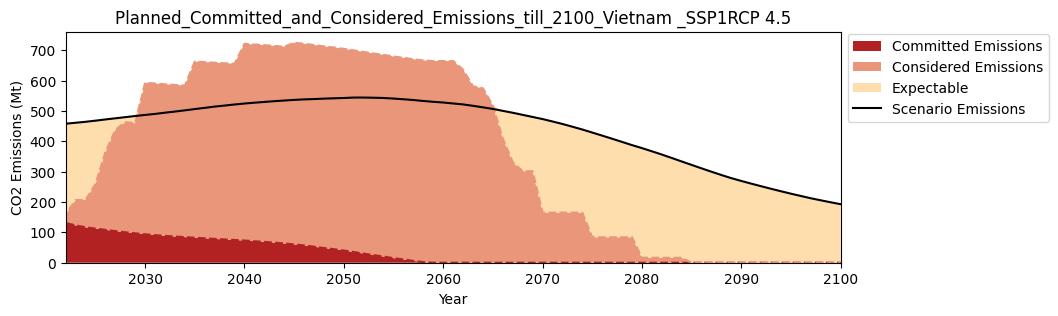 Planned_Committed_and_Considered_Emissions_till_2100_Vietnam _SSP1RCP 4.5
CO2 Emissions (Mt)
700
600
500
400
300
200
100
0
2030 2040 2050 2060 2070 2080 2090 2100
Year
Committed Emissions
Considered Emissions
Expectable
Scenario Emissions